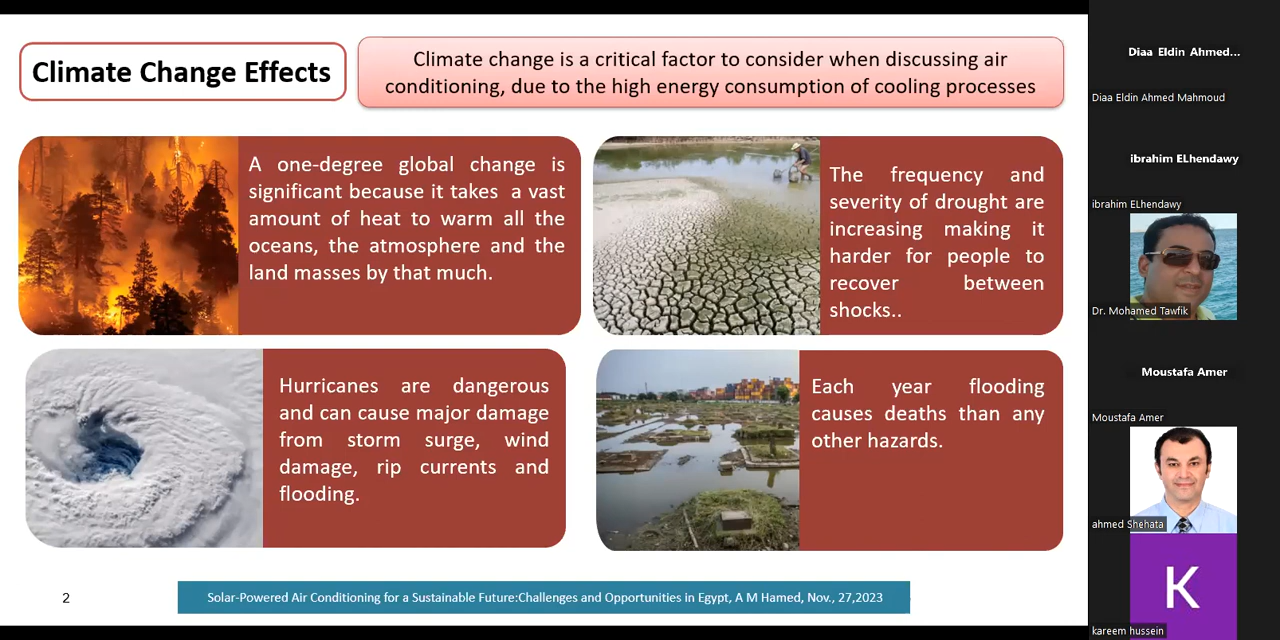 Climate Change Effects
Climate change is a critical factor to consider when discussing air
conditioning, due to the high energy consumption of cooling processes
A one-degree global change is
significant because it takes a vast
amount of heat to warm all the
oceans, the atmosphere and the
land masses by that much.
The frequency and
severity of drought are
increasing making it
harder for people to
recover between
shocks..
Hurricanes are dangerous
and can cause major damage
from storm surge, wind
damage, rip currents and
flooding.
Each year flooding
causes deaths than any
other hazards.
2
Solar-Powered Air Conditioning for a Sustainable Future:Challenges and Opportunities in Egypt, A M Hamed, Nov., 27,2023
Diaa Eldin Ahmed...
Diaa Eldin Ahmed Mahmoud
ibrahim ELhendawy
ibrahim ELhendawy
Dr. Mohamed Tawfik
Moustafa Amer
Moustafa Amer
ahmed Shehata
K
kareem hussein